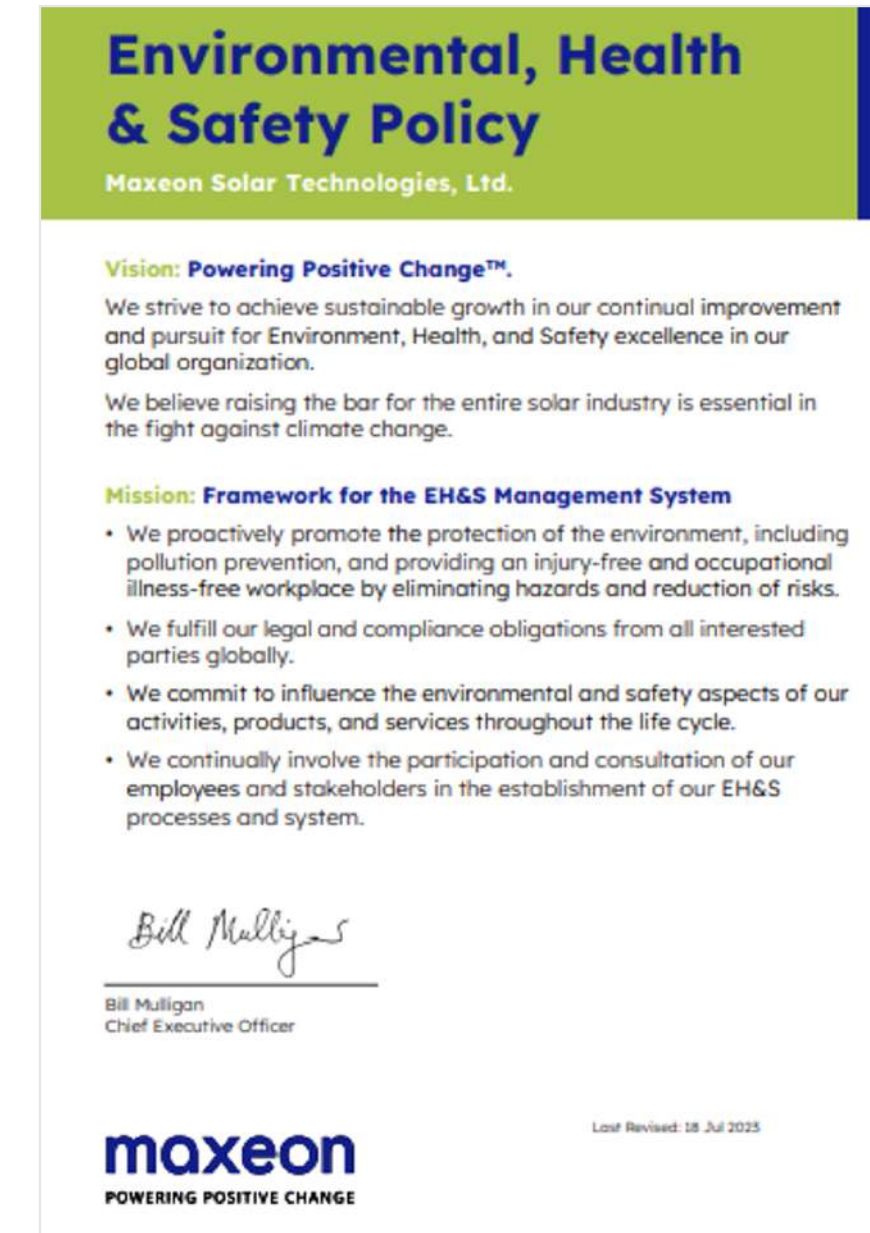 Environmental, Health
& Safety Policy
Maxeon Solar Technologies, Ltd.
Vision: Powering Positive Change™.
We strive to achieve sustainable growth in our continual improvement
and pursuit for Environment, Health, and Safety excellence in our
global organization.
We believe raising the bar for the entire solar industry is essential in
the fight against climate change.
Mission: Framework for the EH&S Management System
• We proactively promote the protection of the environment, including
pollution prevention, and providing an injury-free and occupational
illness-free workplace by eliminating hazards and reduction of risks.
• We fulfill our legal and compliance obligations from all interested
parties globally.
• We commit to influence the environmental and safety aspects of our
activities, products, and services throughout the life cycle.
• We continually involve the participation and consultation of our
employees and stakeholders in the establishment of our EH&S
processes and system.
Bill Mulligan
Bill Mulligan
Chief Executive Officer
Last Revised: 18 Jul 2023
maxeon
POWERING POSITIVE CHANGE